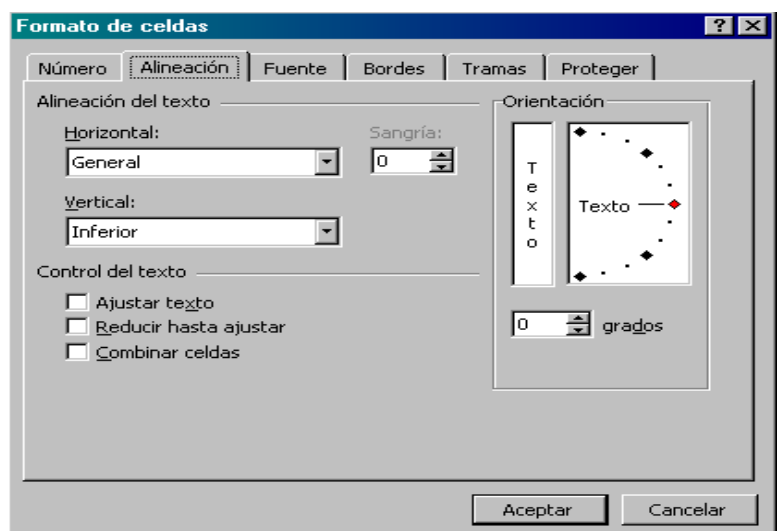 Formato de celdas
Número Alineación Fuente Bordes Tramas Proteger
Alineación del texto
Horizontal:
Sangría:
General
0
Vertical:
Inferior
Control del texto
Ajustar texto
Reducir hasta ajustar
Combinar celdas
Orientación
Texto
Texto
0 grados
Aceptar Cancelar